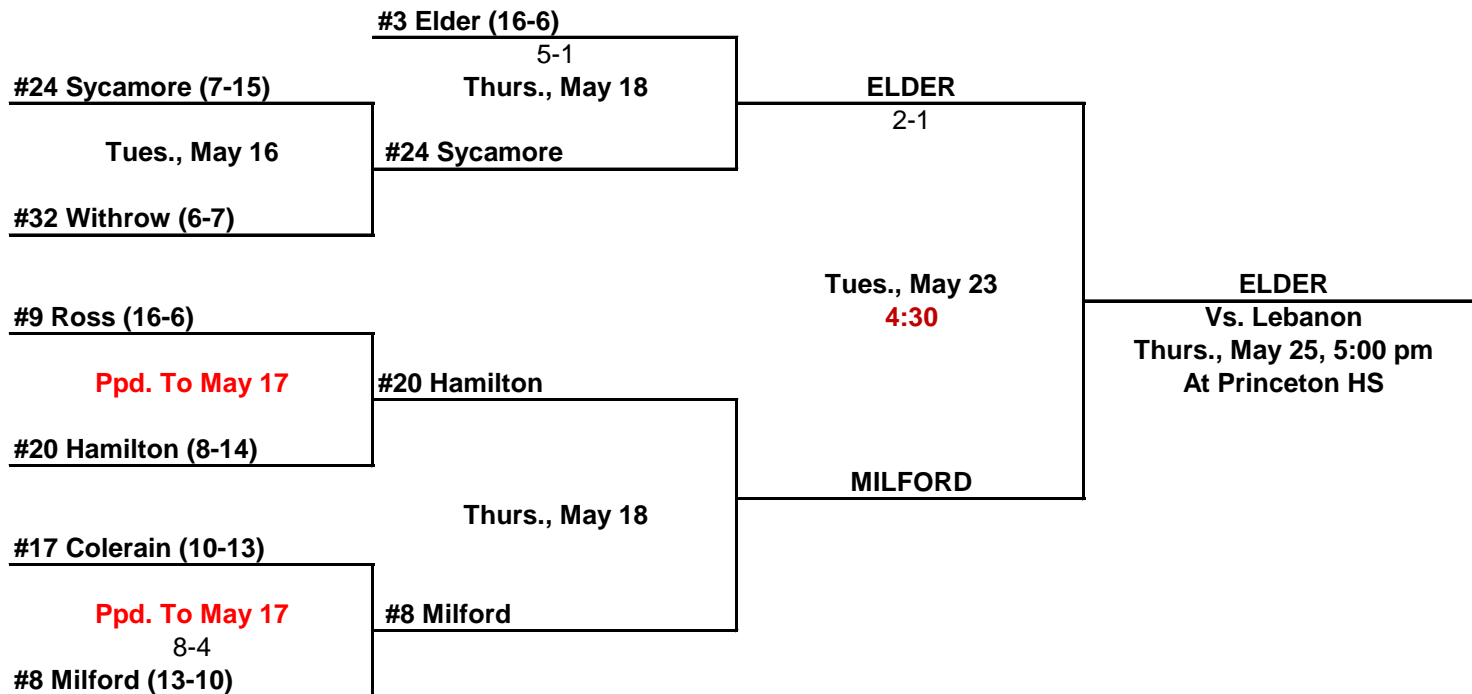 #3 Elder (16-6)
5-1
#24 Sycamore (7-15)
Thurs., May 18
ELDER
2-1
Tues., May 16
#24 Sycamore
#32 Withrow (6-7)
Tues., May 23
ELDER
#9 Ross (16-6)
4:30
Vs. Lebanon
Thurs., May 25, 5:00 pm
Ppd. To May 17
#20 Hamilton
At Princeton HS
#20 Hamilton (8-14)
MILFORD
Thurs., May 18
#17 Colerain (10-13)
Ppd. To May 17
#8 Milford
8-4
#8 Milford (13-10)